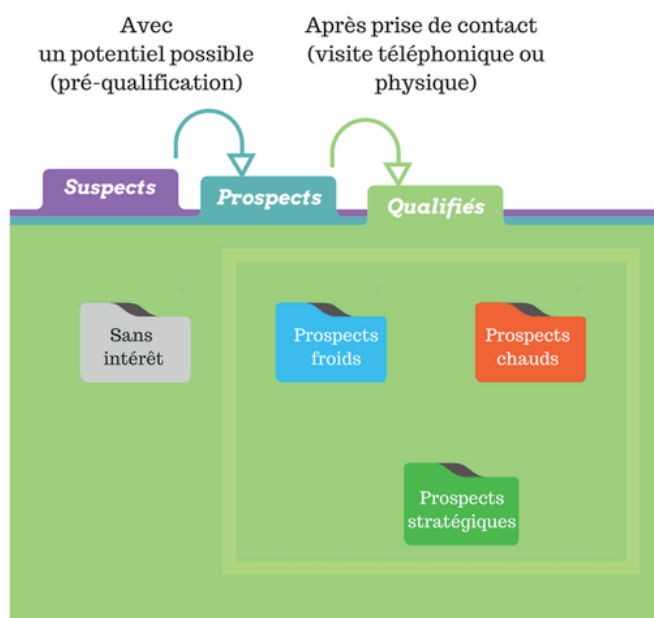 Avec
un potentiel possible
(pré-qualification)
Après prise de contact
(visite téléphonique ou
physique)
Suspects
Prospects
Qualifiés
Sans
intérêt
Prospects
froids
Prospects
chauds
Prospects
stratégiques